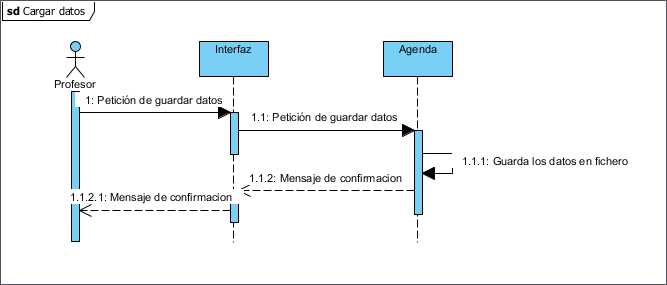 sd Cargar datos
Interfaz
Agenda
Profesor
1: Petición de guardar datos
1.1: Petición de guardar datos
1.1.1: Guarda los datos en fichero
1.1.2: Mensaje de confirmacion
1.1.2.1: Mensaje de confirmacion